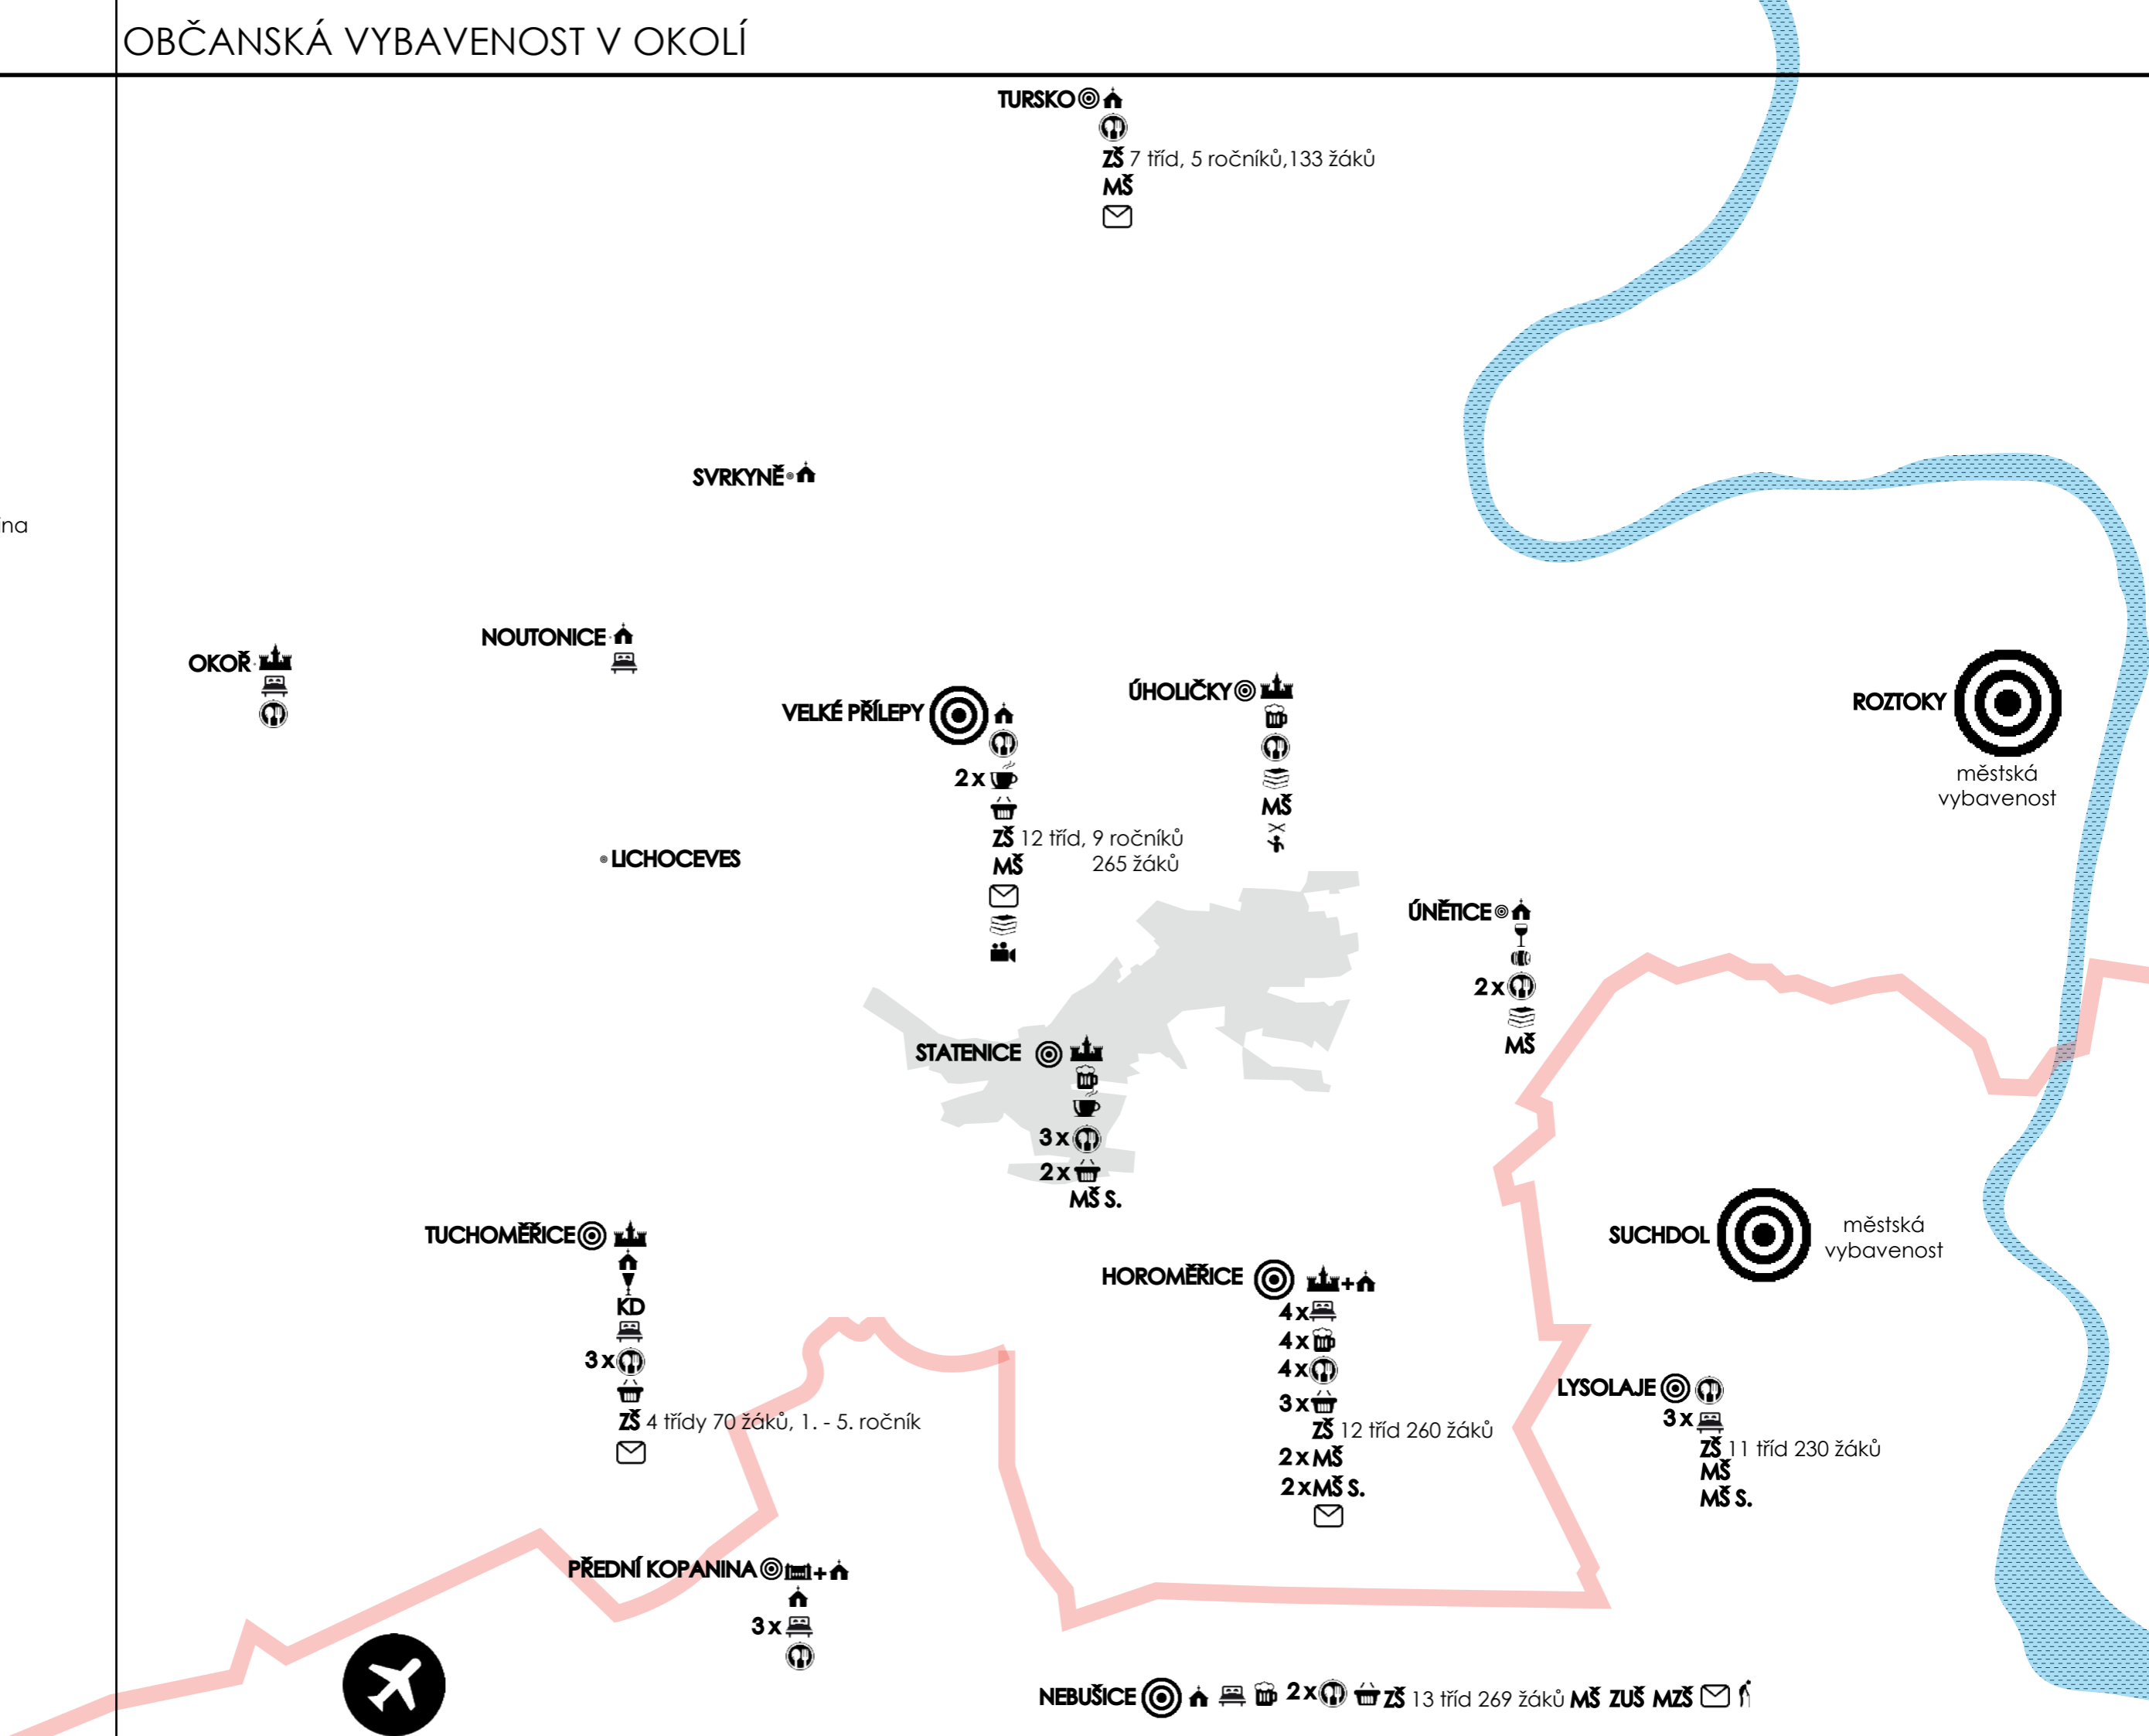 OBČANSKÁ VYBAVENOST V OKOLÍ
TURSKO
ZŠ 7 tříd, 5 ročníků,133 žáků
MŠ
SVRKYNĚ
ina
NOUTONICE
OKOŘ
VELKÉ PŘÍLEPY
2x
ZŠ 12 tříd, 9 ročníků
265 žáků
MŠ
ÚHOLIČKY
MŠ
ROZTOKY
městská
vybavenost
LICHOCEVES
ÚNĚTICE
2x
MŠ
STATENICE
3x
2x
MŠ S.
TUCHOMĚŘICE
KD
3x
ZŠ 4 třídy 70 žáků, 1. - 5. ročník
SUCHDOL
městská
vybavenost
HOROMĚŘICE
+
4x
4x
4x
3x
ZŠ 12 tříd 260 žáků
2xMŠ
2xMŠ S.
LYSOLAJE
3x
ZŠ 11 tříd 230 žáků
MŠ
MŠ S.
PŘEDNÍ KOPANINA +
3x
NEBUŠICE 2x ZŠ 13 tříd 269 žáků MŠ ZUŠ MZŠ